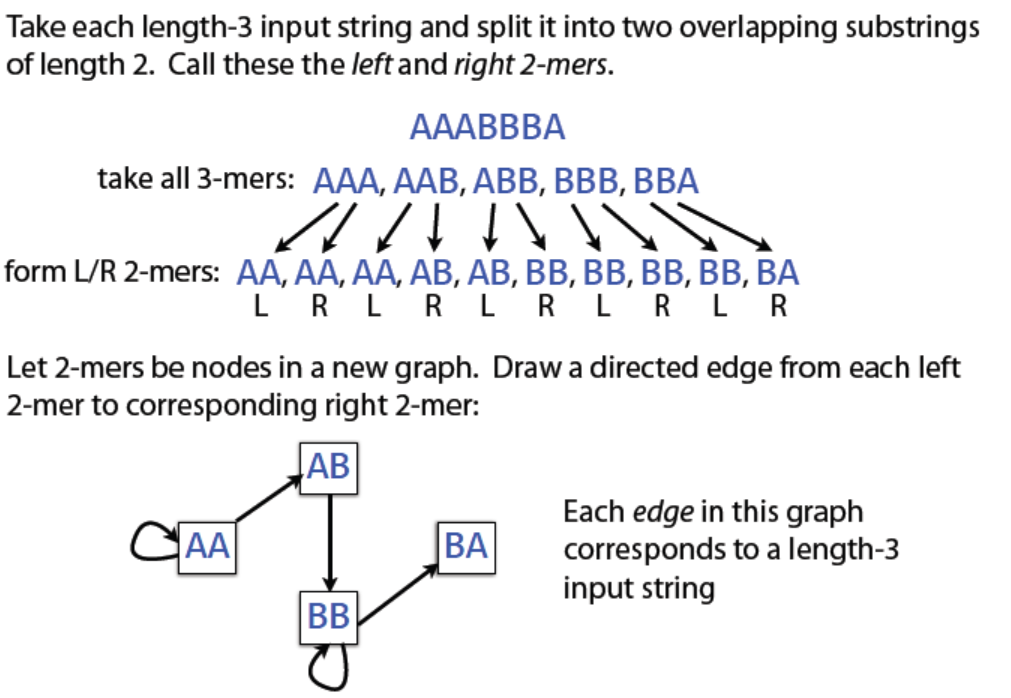 Take each length-3 input string and split it into two overlapping substrings
of length 2.  Call these the left and right 2-mers.
AAABBBA
take all 3-mers: AAA, AAB, ABB, BBB, BBA
form L/R 2-mers: AA, AA, AA, AB, AB, BB, BB, BB, BB, BA
L R L R L R L R L R
Let 2-mers be nodes in a new graph.  Draw a directed edge from each left
2-mer to corresponding right 2-mer:
AB
AA
BA
BB
Each edge in this graph
corresponds to a length-3
input string